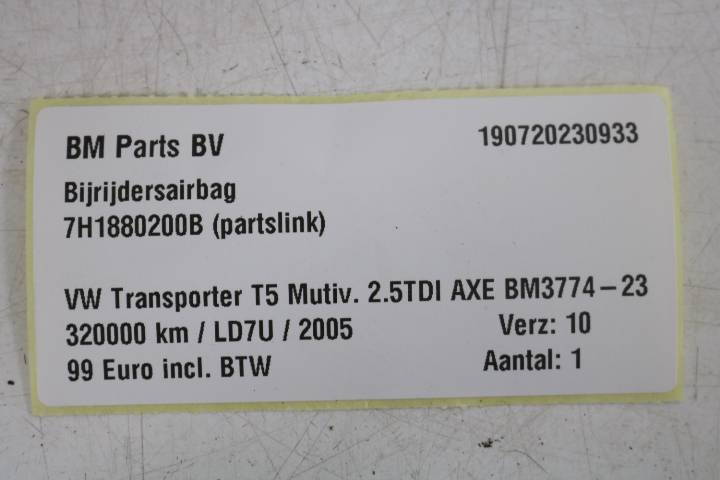 BM Parts BV 190720230933
Bijrijdersairbag
7H1880200B (partslink)
VW Transporter T5 Mutiv. 2.5TDI AXE BM3774-23
320000 km / LD7U / 2005 Verz: 10
99 Euro incl. BTW Aantal: 1